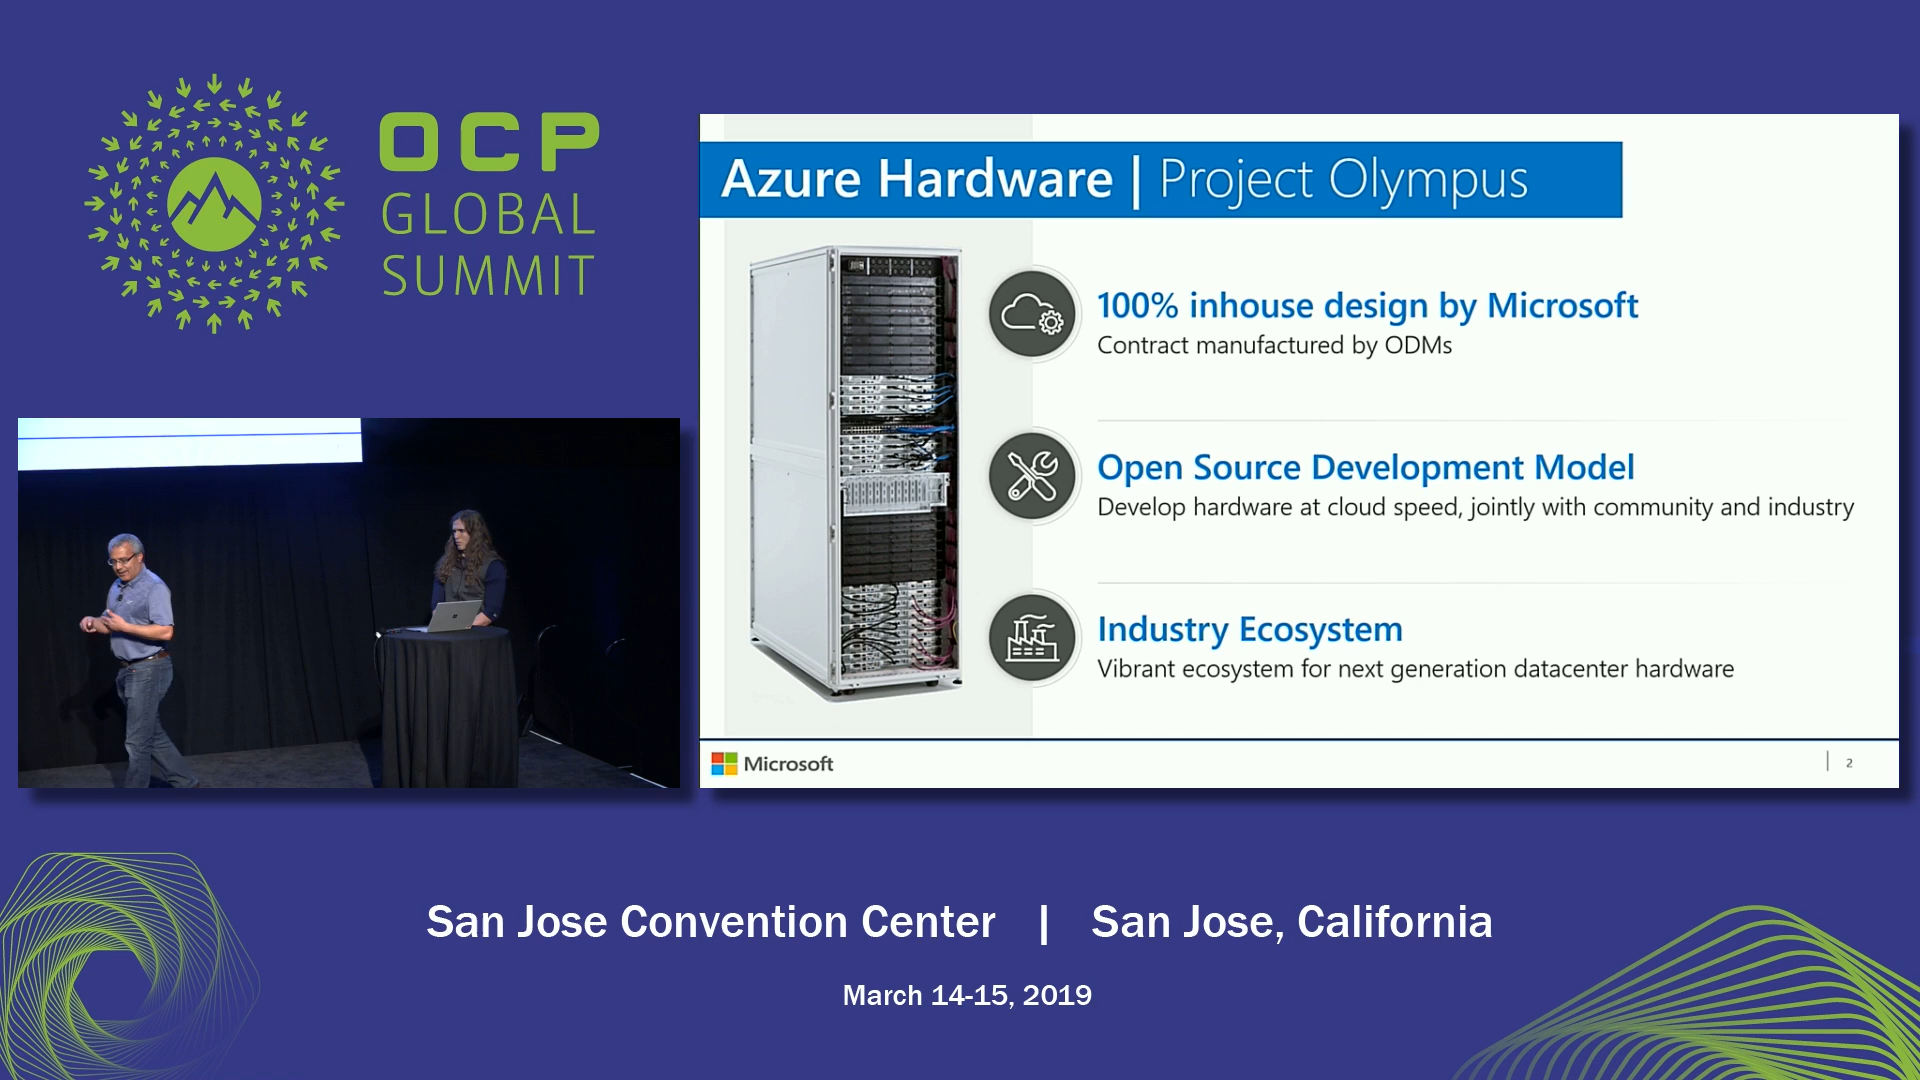 OCP
GLOBAL
SUMMIT
Azure Hardware | Project Olympus
100% inhouse design by Microsoft
Contract manufactured by ODMs
Open Source Development Model
Develop hardware at cloud speed, jointly with community and industry
Industry Ecosystem
Vibrant ecosystem for next generation datacenter hardware
Microsoft
| 2
San Jose Convention Center | San Jose, California
March 14-15, 2019